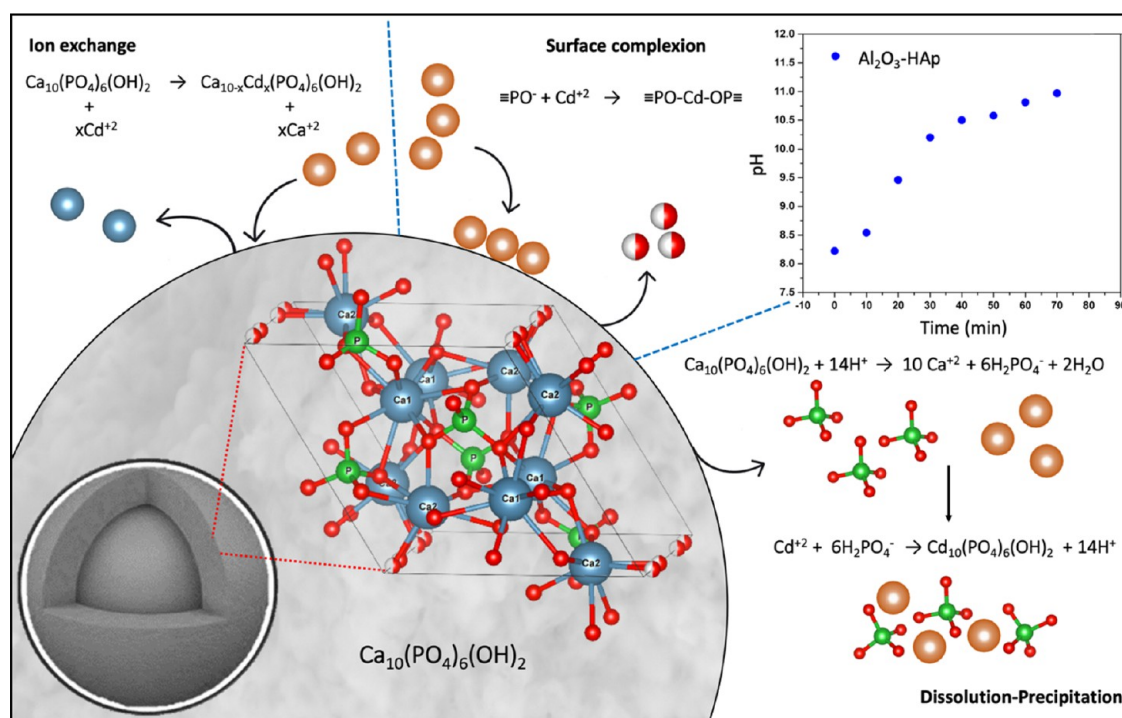 Ion exchange
Ca10(PO4)6(OH)2 → Ca10-xCdx(PO4)6(OH)2
+ +
xCd+2 xCa+2
Surface complexion
≡PO- + Cd+2 → ≡PO-Cd-OP≡
12.0
11.5
11.0
10.5
10.0
9.5
9.0
8.5
8.0
7.5
pH
Al2O3-HAp
-10 0 10 20 30 40 50 60 70 80 90
Time (min)
Ca10(PO4)6(OH)2 + 14H+ → 10 Ca+2 + 6H2PO4- + 2H2O
Cd+2 + 6H2PO4- → Cd10(PO4)6(OH)2 + 14H+
Dissolution-Precipitation
Ca2
P
Ca1
Ca2
Ca1
Ca2
P
P
P
P
Ca1
Ca2
Ca1
Ca2
Ca10(PO4)6(OH)2